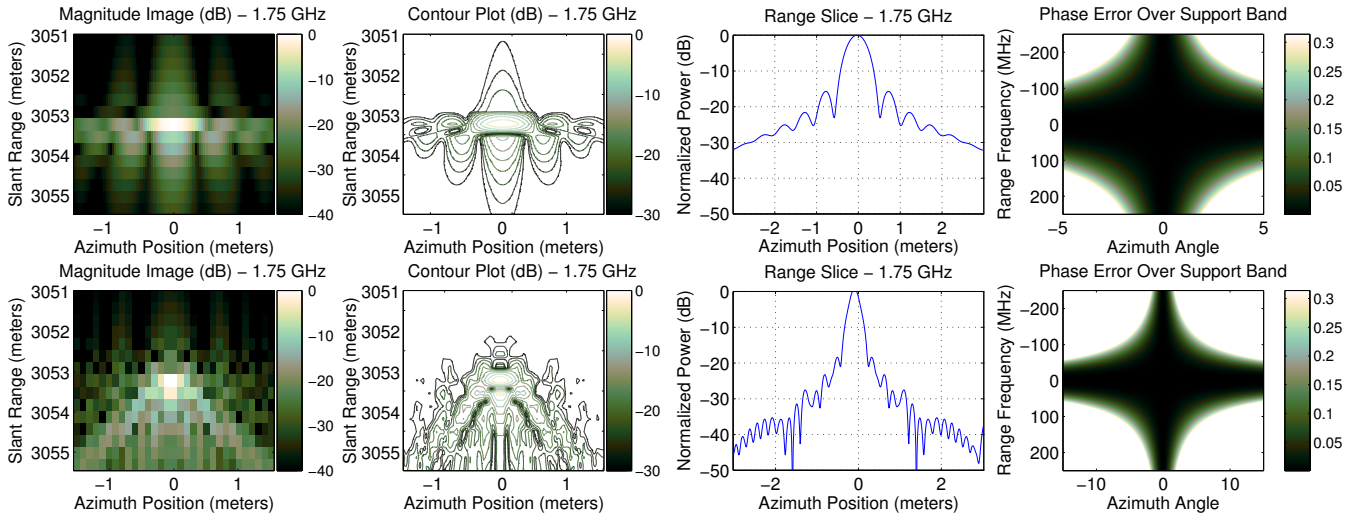 Magnitude Image (dB) − 1.75 GHz
Slant Range (meters)
3051
3052
3053
3054
3055
−1 0 1
Azimuth Position (meters)
0
−10
−20
−30
−40
Contour Plot (dB) − 1.75 GHz
Slant Range (meters)
3051
3052
3053
3054
3055
−1 0 1
Azimuth Position (meters)
0
−10
−20
−30
Range Slice − 1.75 GHz
Normalized Power (dB)
0
−10
−20
−30
−40
−50
−2 −1 0 1 2
Azimuth Position (meters)
Phase Error Over Support Band
Range Frequency (MHz)
−200
−100
0
100
200
−5 0 5
Azimuth Angle
0.3
0.25
0.2
0.15
0.1
0.05
Magnitude Image (dB) − 1.75 GHz
Slant Range (meters)
3051
3052
3053
3054
3055
−1 0 1
Azimuth Position (meters)
0
−10
−20
−30
−40
Contour Plot (dB) − 1.75 GHz
Slant Range (meters)
3051
3052
3053
3054
3055
−1 0 1
Azimuth Position (meters)
0
−10
−20
−30
Range Slice − 1.75 GHz
Normalized Power (dB)
0
−10
−20
−30
−40
−50
−2 −1 0 1 2
Azimuth Position (meters)
Phase Error Over Support Band
Range Frequency (MHz)
−200
−100
0
100
200
−10 0 10
Azimuth Angle
0.3
0.25
0.2
0.15
0.1
0.05